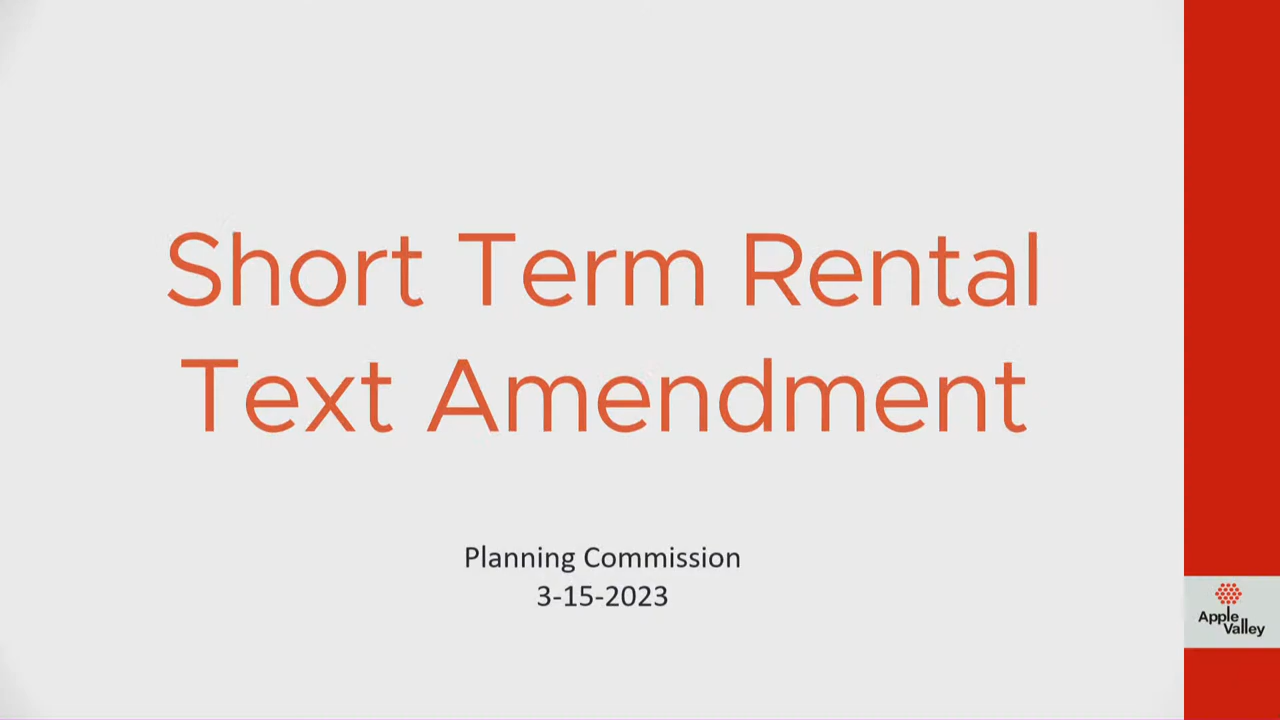 Short Term Rental
Text Amendment
Planning Commission
3-15-2023
Apple
Valley